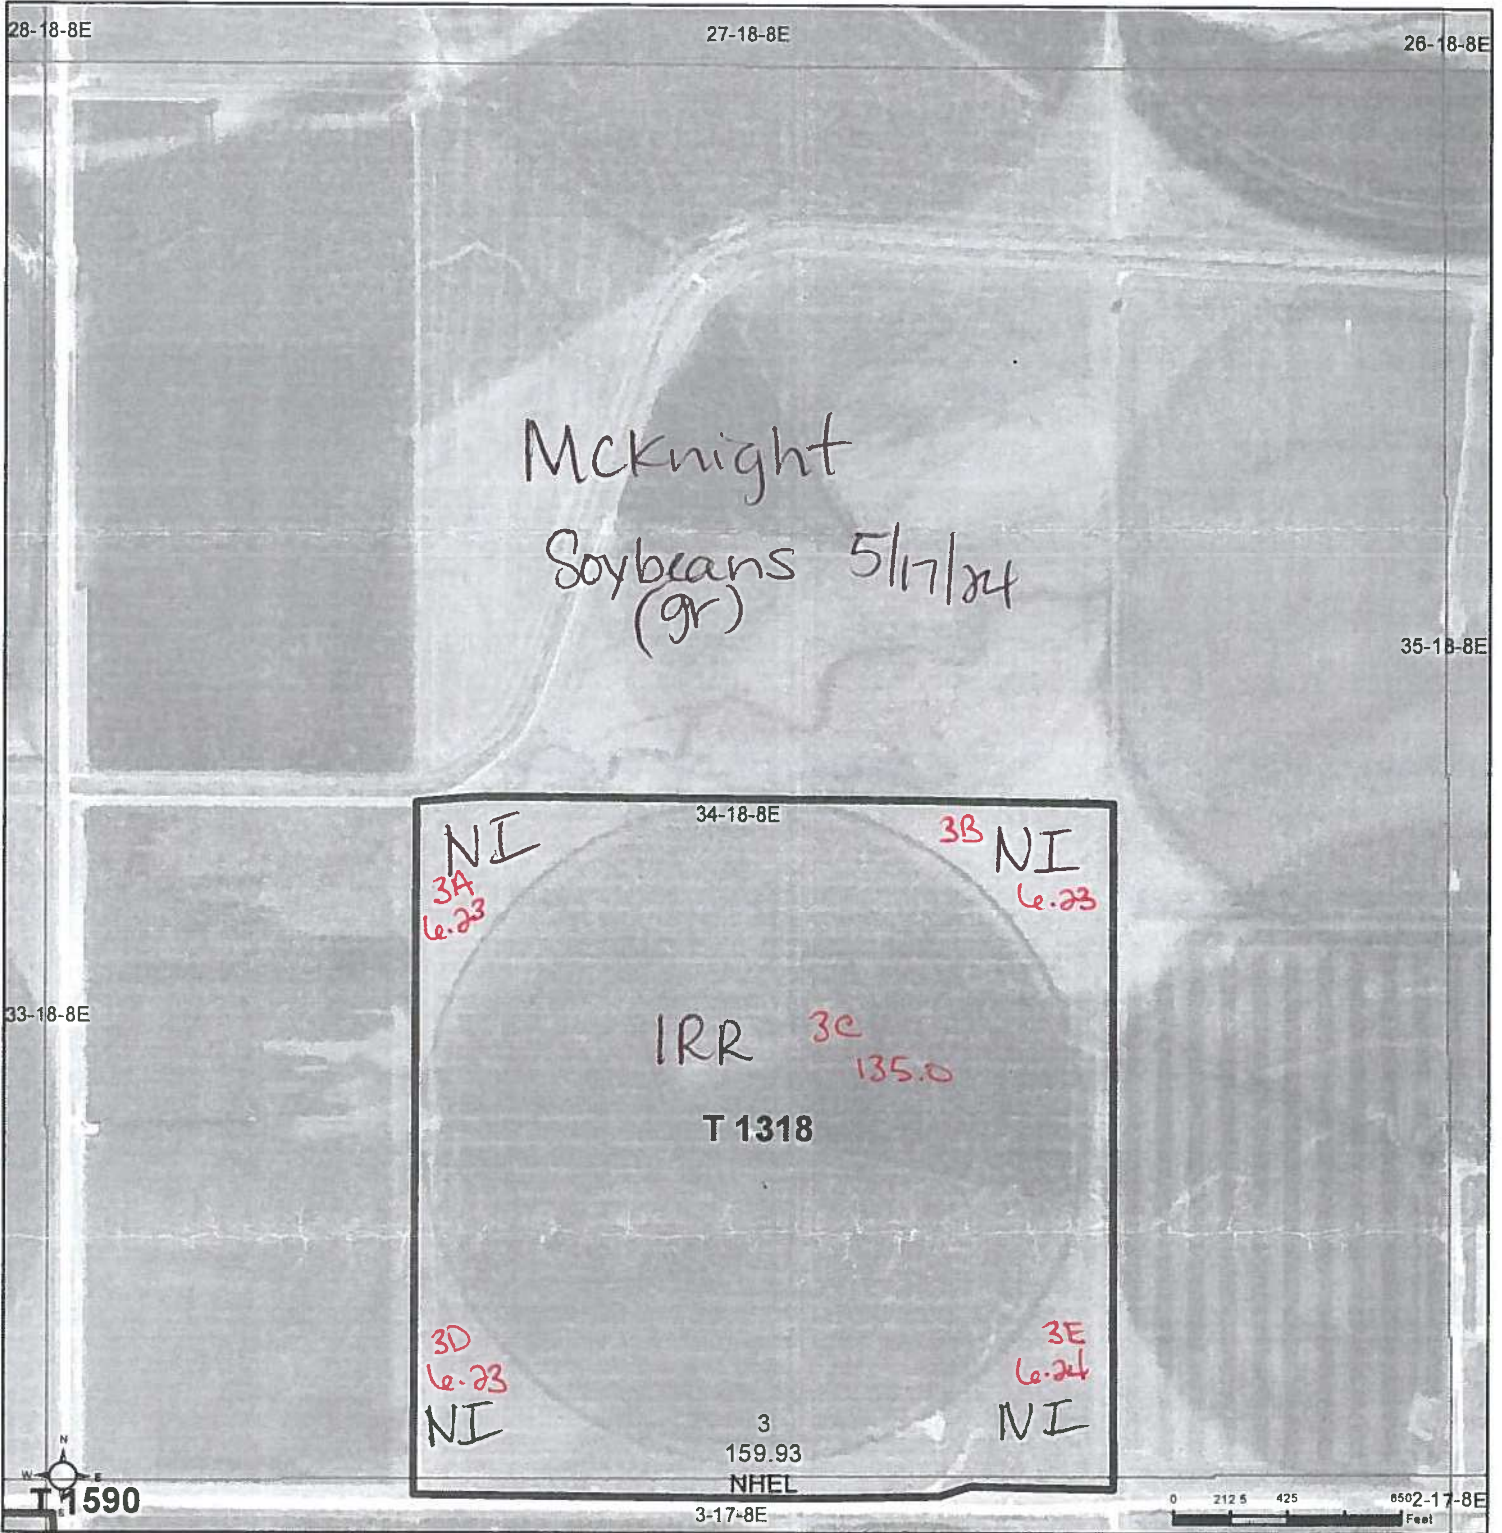 28-18-8E
27-18-8E
26-18-8E
McKnight
Soybeans 5/17/24
(gr)
35-18-8E
34-18-8E
NI
3A
6.23
3B
NI
6.23
33-18-8E
IRR 3C
135.0
T 1318
3D
6.23
NI
3E
6.24
NI
3
159.93
NHEL
N
W E
S
T 1590
3-17-8E
0 212.5 425 850
Feet
2-17-8E